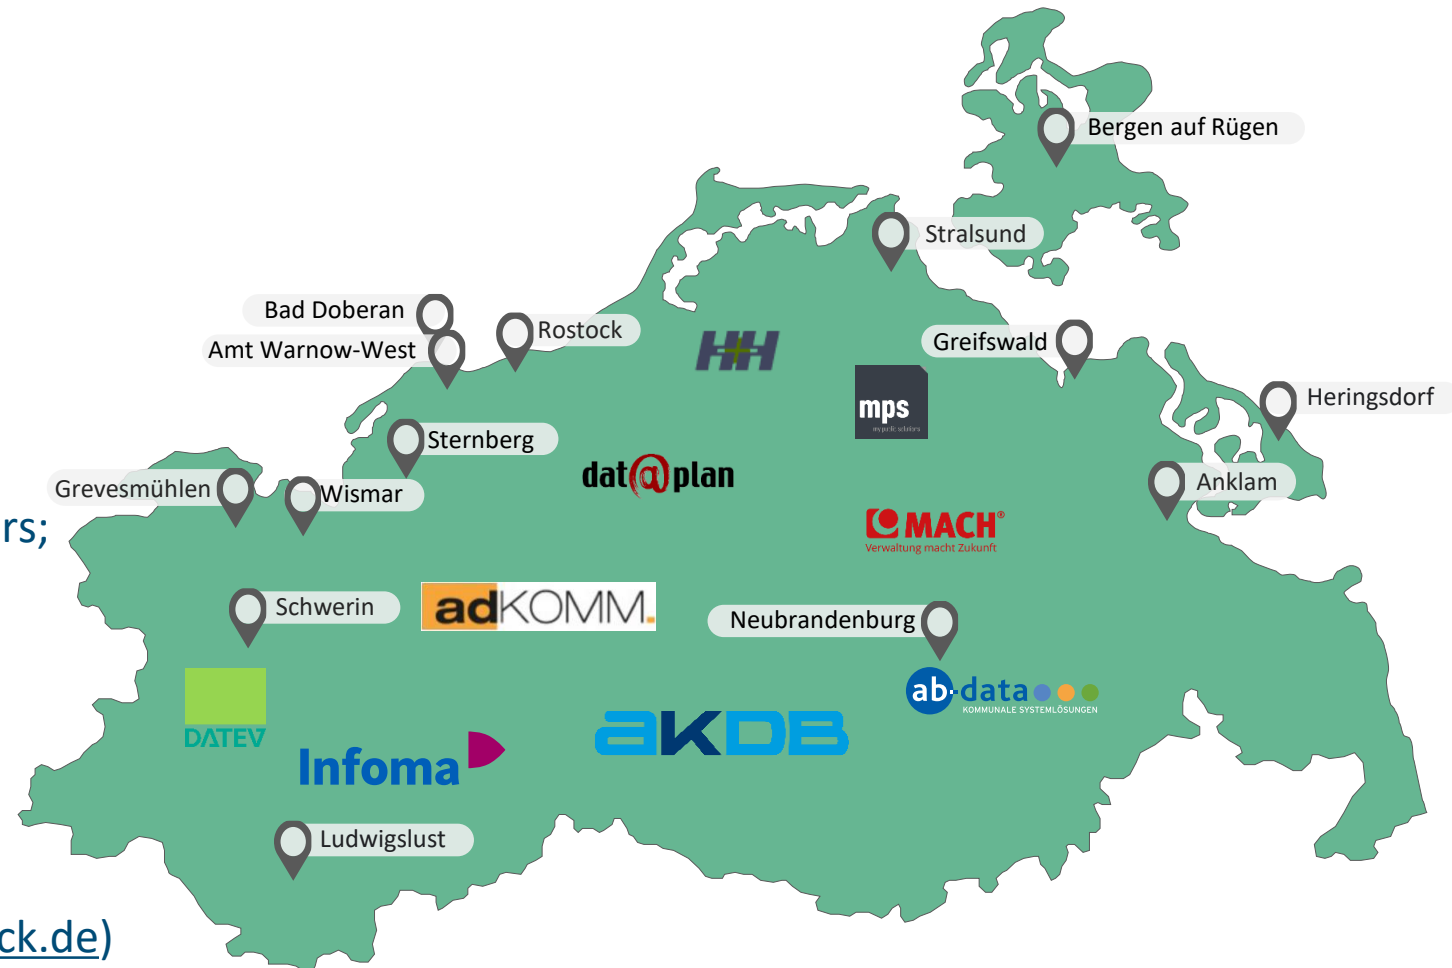 Bergen auf Rügen
Stralsund
Bad Doberan
Rostock
Amt Warnow-West
H+H
Greifswald
mps
Heringsdorf
Sternberg
dat@plan
Anklam
Grevesmühlen
Wismar
rs;
MACH®
Verwaltung macht Zukunft
Schwerin
adKOMM.
Neubrandenburg
ab-data
KOMMUNALE SYSTEMLÖSUNGEN
DATEV
AKDB
Infoma
Ludwigslust
ck.de)